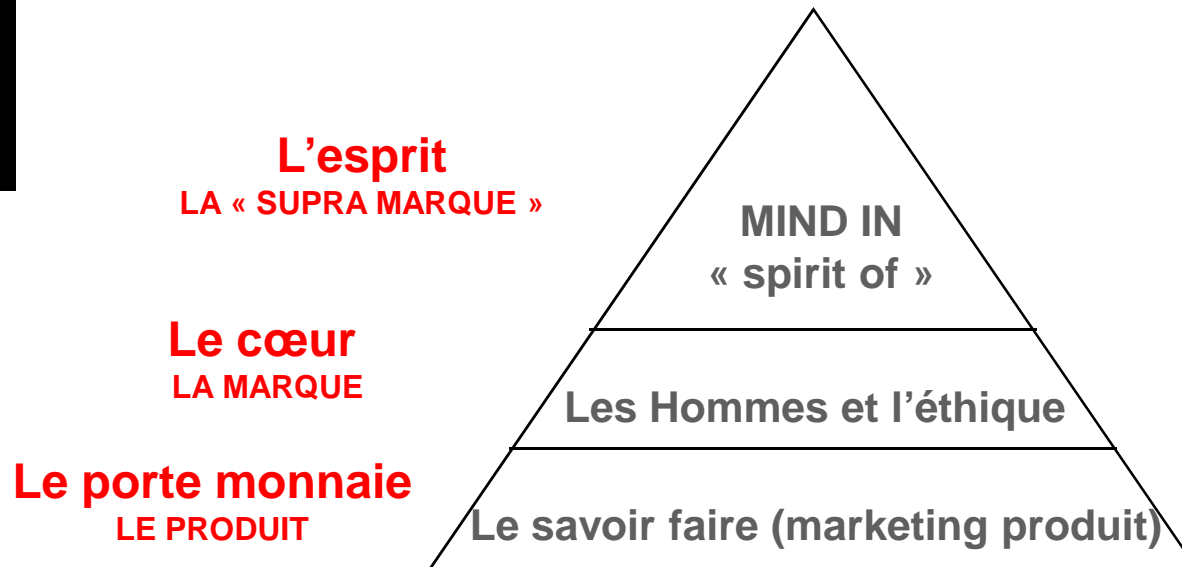 L’esprit
LA « SUPRA MARQUE »
MIND IN
« spirit of »
Le cœur
LA MARQUE
Les Hommes et l’éthique
Le porte monnaie
LE PRODUIT
Le savoir faire (marketing produit)